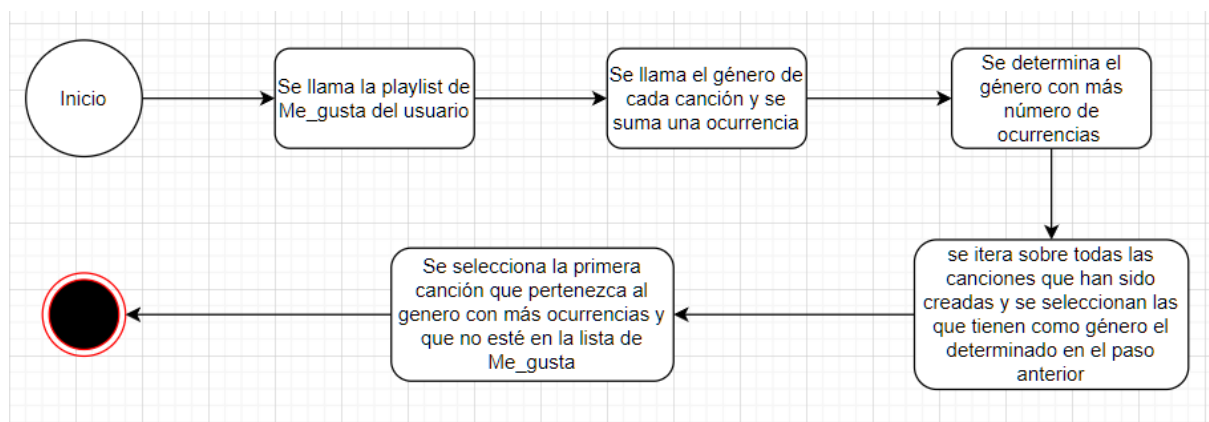 Inicio
Se llama la playlist de
Me_gusta del usuario
Se llama el género de
cada canción y se
suma una ocurrencia
Se determina el
género con más
número de
ocurrencias
se itera sobre todas las
canciones que han sido
creadas y se seleccionan las
que tienen como género el
determinado en el paso
anterior
Se selecciona la primera
canción que pertenezca al
genero con más ocurrencias y
que no esté en la lista de
Me_gusta